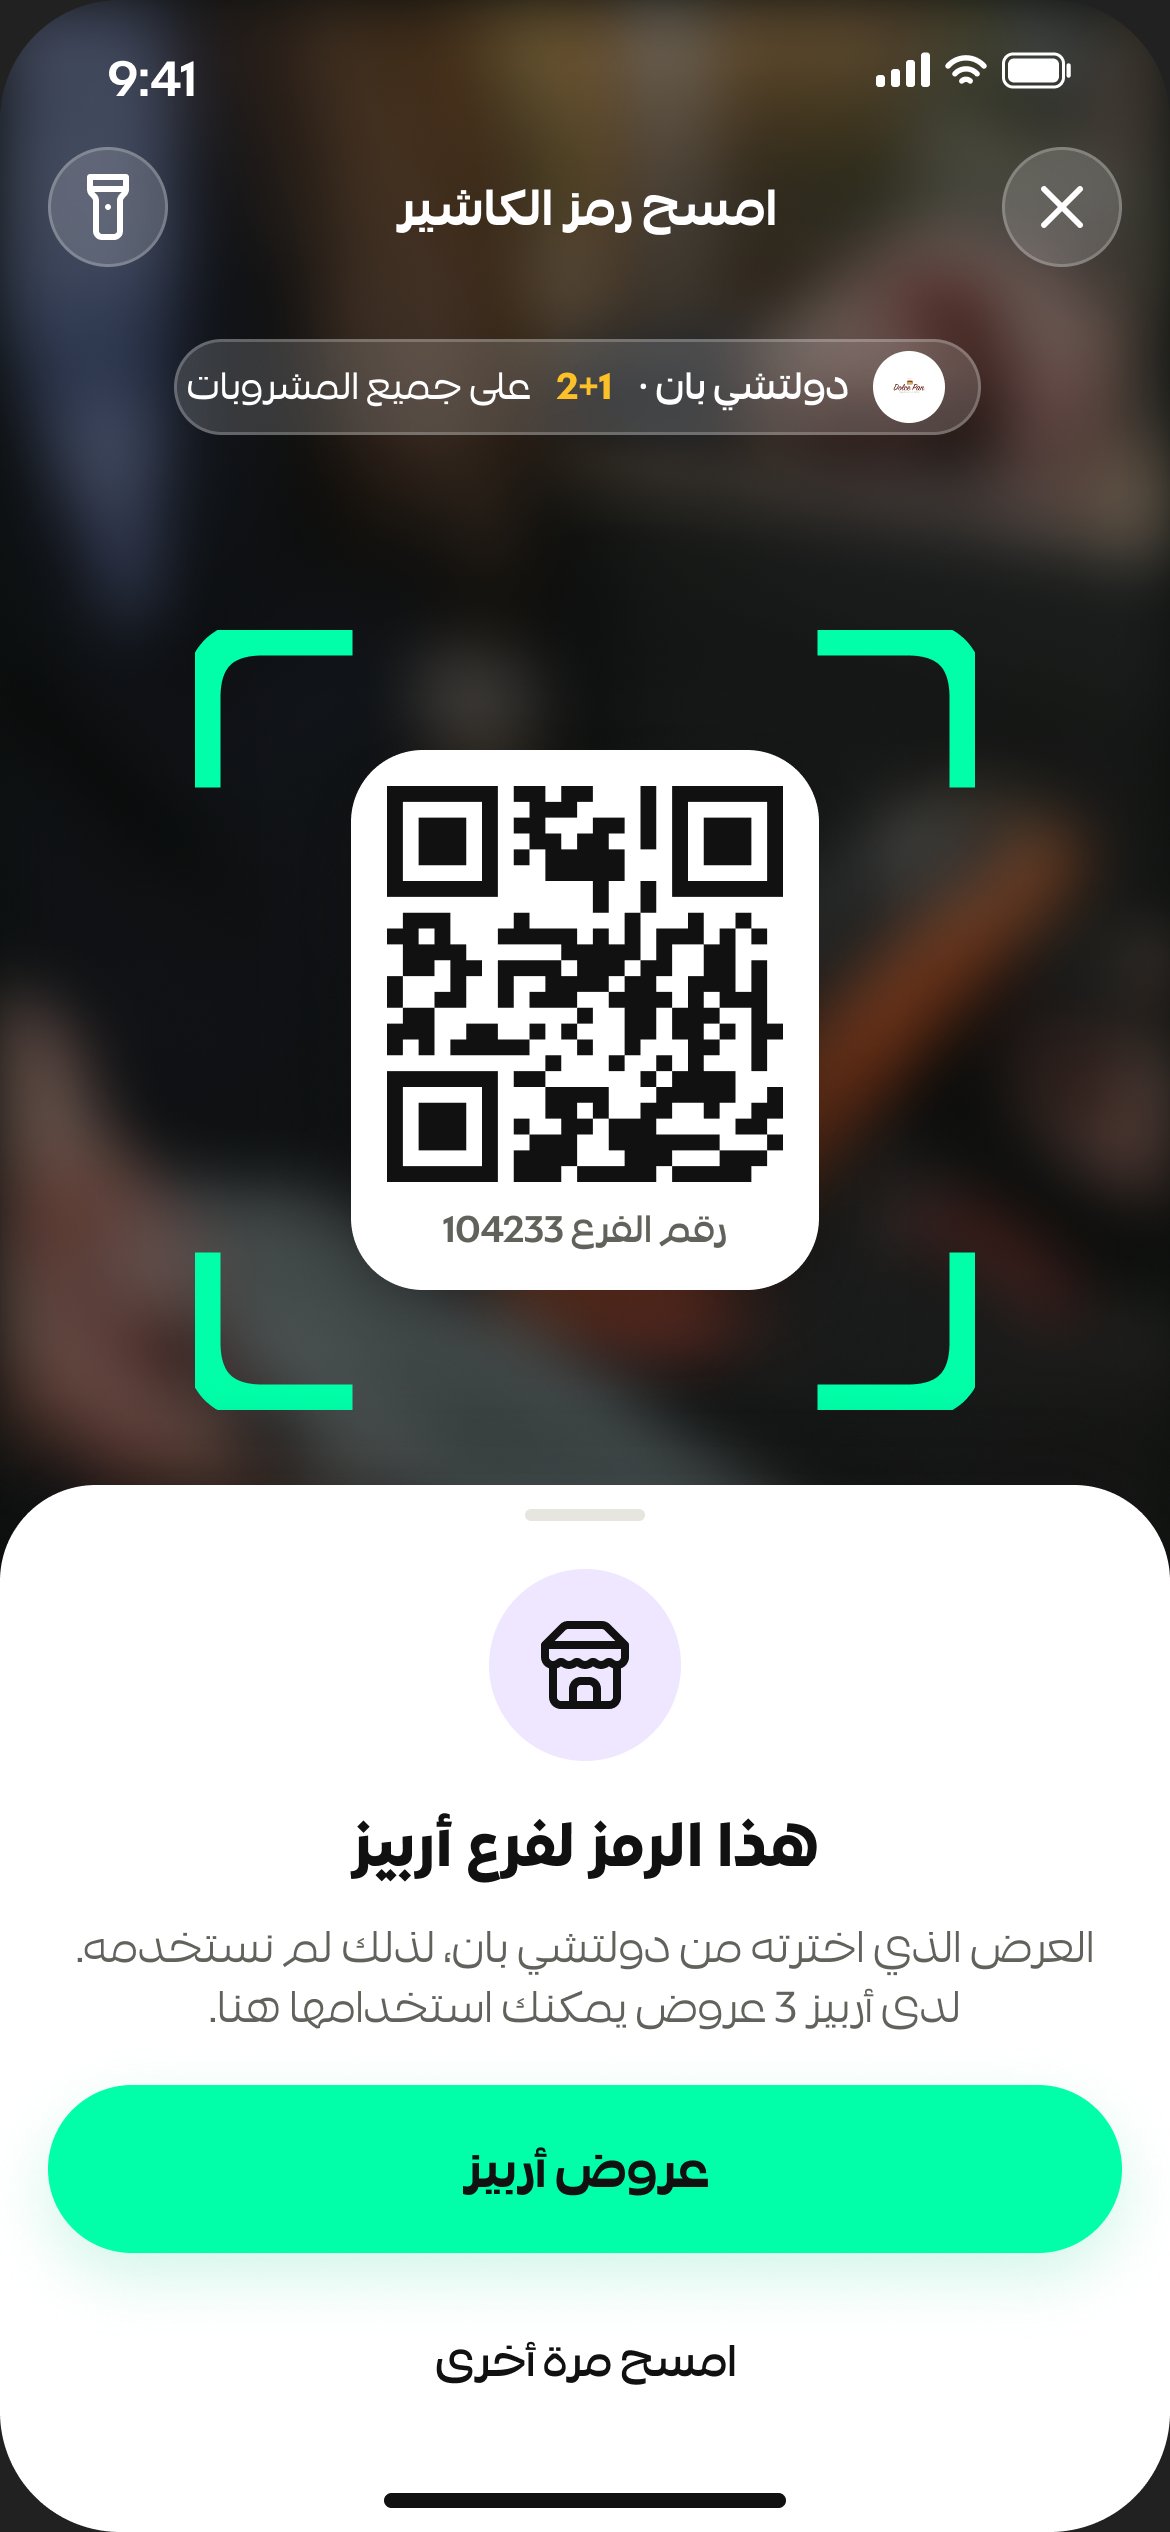 9:41
امسح رمز الكاشير
Dolce Pan
دولتشي بان · 2+1 على جميع المشروبات
رقم الفرع 104233
هذا الرمز لفرع أربيز
العرض الذي اخترته من دولتشي بان، لذلك لم نستخدمه.
لدى أربيز 3 عروض يمكنك استخدامها هنا.
عروض أربيز
امسح مرة أخرى